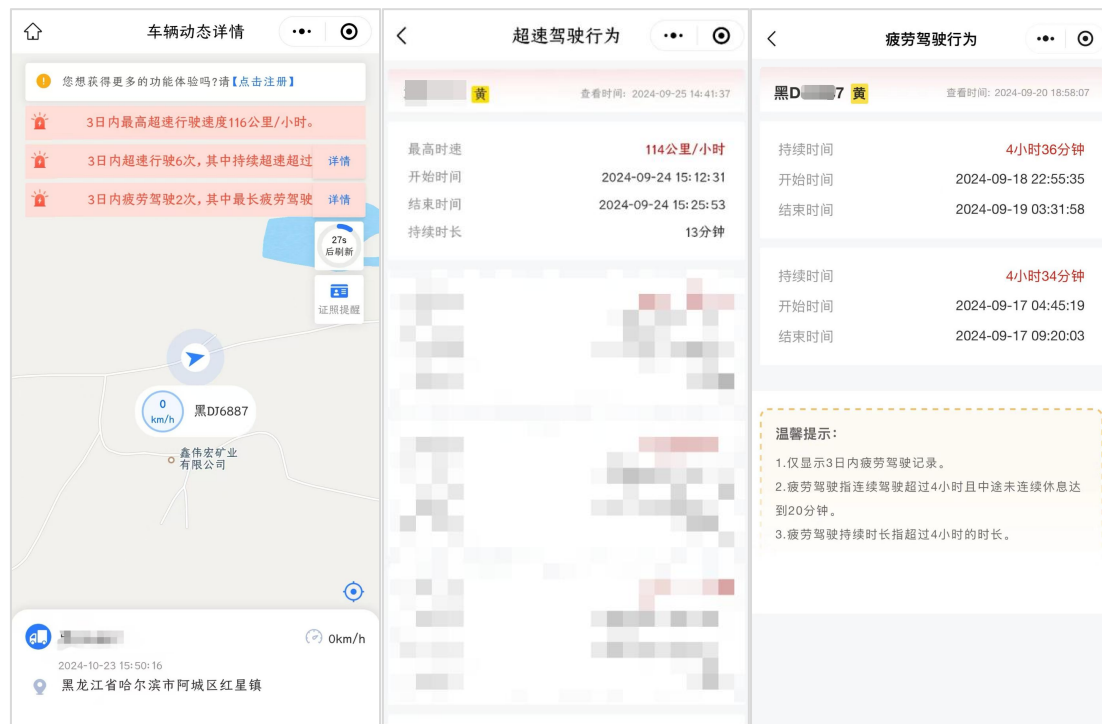 车辆动态详情
您想获得更多的功能体验吗?请【点击注册】
3日内最高超速行驶速度116公里/小时。
3日内超速行驶6次,其中持续超速超过 详情
3日内疲劳驾驶2次,其中最长疲劳驾驶 详情
27s
后刷新
证照提醒
0
km/h
黑DJ6887
鑫伟宏矿业
有限公司
0km/h
2024-10-23 15:50:16
黑龙江省哈尔滨市阿城区红星镇
超速驾驶行为
黄 查看时间: 2024-09-25 14:41:37
最高时速 114公里/小时
开始时间 2024-09-24 15:12:31
结束时间 2024-09-24 15:25:53
持续时长 13分钟
疲劳驾驶行为
黑D 7 黄 查看时间: 2024-09-20 18:58:07
持续时间 4小时36分钟
开始时间 2024-09-18 22:55:35
结束时间 2024-09-19 03:31:58
持续时间 4小时34分钟
开始时间 2024-09-17 04:45:19
结束时间 2024-09-17 09:20:03
温馨提示：
1.仅显示3日内疲劳驾驶记录。
2.疲劳驾驶指连续驾驶超过4小时且中途未连续休息达
到20分钟。
3.疲劳驾驶持续时长指超过4小时的时长。